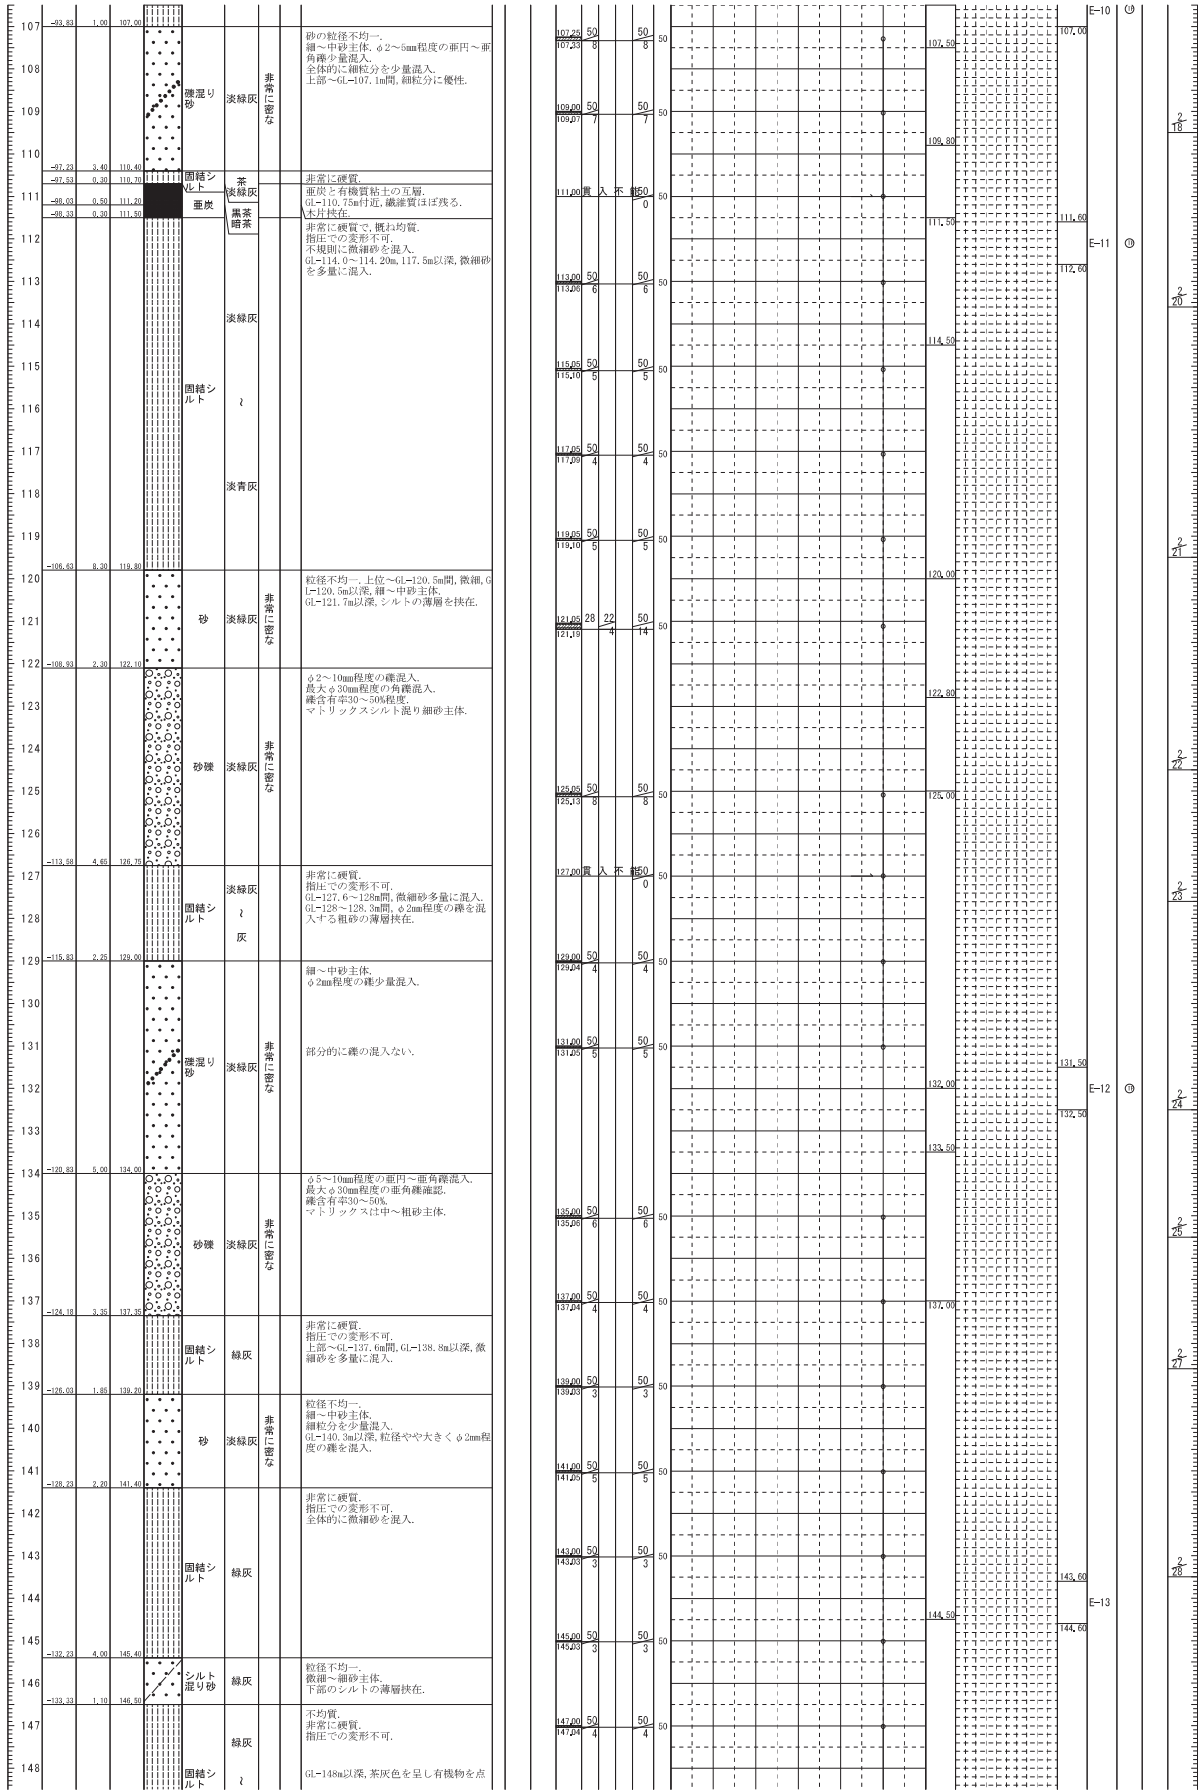 -93.83 1.00 107.00
107
108
109
110
礫混り
砂
淡緑灰
非常に密な
砂の粒径不均一.
細～中砂主体. φ2～5mm程度の亜円～亜
角礫少量混入.
全体的に細粒分を少量混入.
上部～GL-107.1m間, 細粒分に優性.
-97.23 3.40 110.40
固結シ
ルト
茶
淡緑灰
非常に硬質.
-97.53 0.30 110.70
111
亜炭
黒茶
暗茶
亜炭と有機質粘土の互層.
GL-110.75m付近, 繊維質ほぼ残る.
木片挟在.
-98.03 0.50 111.20
-98.33 0.30 111.50
112
113
114
115
116
117
118
119
固結シ
ルト
淡緑灰
～
淡青灰
非常に硬質で, 概ね均質.
指圧での変形不可.
不規則に微細砂を混入.
GL-114.0～114.20m, 117.5m以深, 微細砂
を多量に混入.
-106.63 8.30 119.80
120
121
122
砂
淡緑灰
非常に密な
粒径不均一. 上位～GL-120.5m間, 微細, G
L-120.5m以深, 細～中砂主体.
GL-121.7m以深, シルトの薄層を挟在.
-108.93 2.30 122.10
123
124
125
126
砂礫
淡緑灰
非常に密な
φ2～10mm程度の礫混入.
最大φ30mm程度の角礫混入.
礫含有率30～50%程度.
マトリックスシルト混り細砂主体.
-113.58 4.65 126.75
127
128
固結シ
ルト
淡緑灰
～
灰
非常に硬質.
指圧での変形不可.
GL-127.6～128m間, 微細砂多量に混入.
GL-128～128.3m間, φ2mm程度の礫を混
入する粗砂の薄層挟在.
-115.83 2.25 129.00
129
130
131
132
133
礫混り
砂
淡緑灰
非常に密な
細～中砂主体.
φ2mm程度の礫少量混入.
部分的に礫の混入ない.
-120.83 5.00 134.00
134
135
136
137
砂礫
淡緑灰
非常に密な
φ5～10mm程度の亜円～亜角礫混入.
最大φ30mm程度の亜角礫確認.
礫含有率30～50%.
マトリックスは中～粗砂主体.
-124.18 3.35 137.35
138
139
固結シ
ルト
緑灰
非常に硬質.
指圧での変形不可.
上部～GL-137.6m間, GL-138.8m以深, 微
細砂を多量に混入.
-126.03 1.85 139.20
140
141
砂
淡緑灰
非常に密な
粒径不均一.
細～中砂主体.
細粒分を少量混入.
GL-140.3m以深, 粒径やや大きくφ2mm程
度の礫を混入.
-128.23 2.20 141.40
142
143
144
145
固結シ
ルト
緑灰
非常に硬質.
指圧での変形不可.
全体的に微細砂を混入.
-132.23 4.00 145.40
146
シルト
混り砂
緑灰
粒径不均一.
微細～細砂主体.
下部のシルトの薄層挟在.
-133.33 1.10 146.50
147
148
固結シ
ルト
緑灰
～
不均質.
非常に硬質.
指圧での変形不可.
GL-148m以深, 茶灰色を呈し有機物を点
107.25 50 50 50
107.33 8 8
109.00 50 50 50
109.07 7 7
111.00 貫入不能 50 50
0
113.00 50 50 50
113.06 6 6
115.05 50 50 50
115.10 5 5
117.05 50 50 50
117.09 4 4
119.05 50 50 50
119.10 5 5
121.05 28 22 50 50
121.19 4 14
125.05 50 50 50
125.13 8 8
127.00 貫入不能 50 50
0
129.00 50 50 50
129.04 4 4
131.00 50 50 50
131.05 5 5
135.00 50 50 50
135.06 6 6
137.00 50 50 50
137.04 4 4
139.00 50 50 50
139.03 3 3
141.00 50 50 50
141.05 5 5
143.00 50 50 50
143.03 3 3
145.00 50 50 50
145.03 3 3
147.00 50 50 50
147.04 4 4
107.50
109.80
111.50
114.50
120.00
122.80
125.00
132.00
133.50
137.00
144.50
E-10
107.00
111.60
E-11
112.60
131.50
E-12
132.50
143.60
E-13
144.60
2/18
2/20
2/21
2/22
2/23
2/24
2/25
2/27
2/28